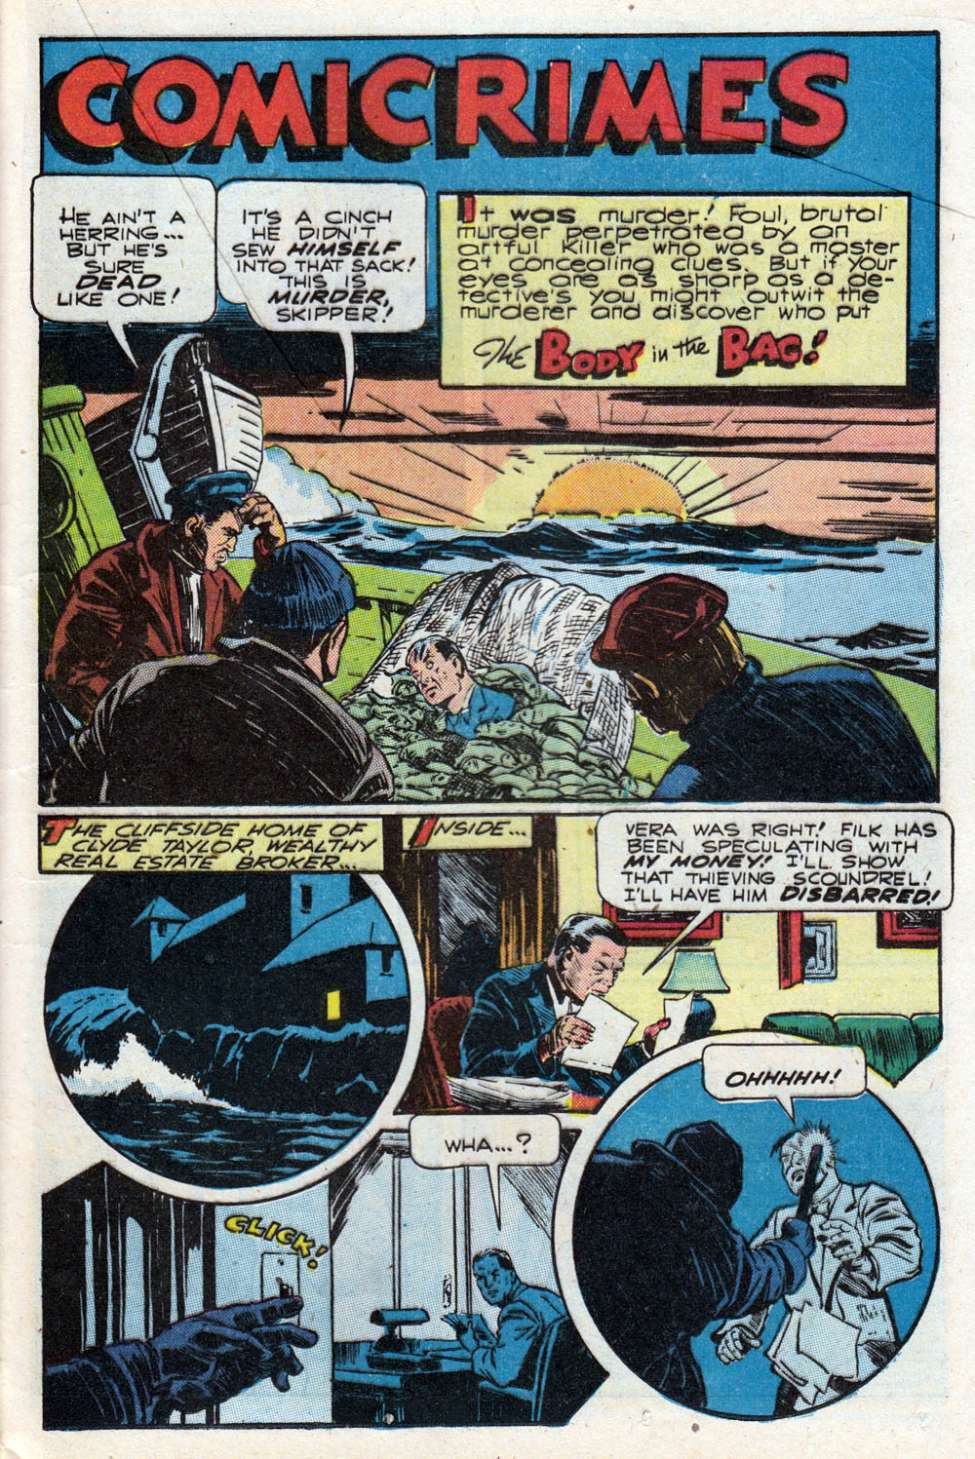 COMICRIMES
HE AIN'T A
HERRING...
BUT HE'S
SURE
DEAD
LIKE ONE!
IT'S A CINCH
HE DIDN'T
SEW HIMSELF
INTO THAT SACK!
THIS IS
MURDER,
SKIPPER!
It was murder! Foul, brutal
murder perpetrated by an
artful killer who was a master
at concealing clues. But if your
eyes are as sharp as a de-
tective's you might outwit the
murderer and discover who put
The BODY in the BAG!
THE CLIFFSIDE HOME OF
CLYDE TAYLOR, WEALTHY
REAL ESTATE BROKER...
INSIDE...
VERA WAS RIGHT! FILK HAS
BEEN SPECULATING WITH
MY MONEY! I'LL SHOW
THAT THIEVING SCOUNDREL!
I'LL HAVE HIM DISBARRED!
CLICK!
WHA...?
OHHHHH!